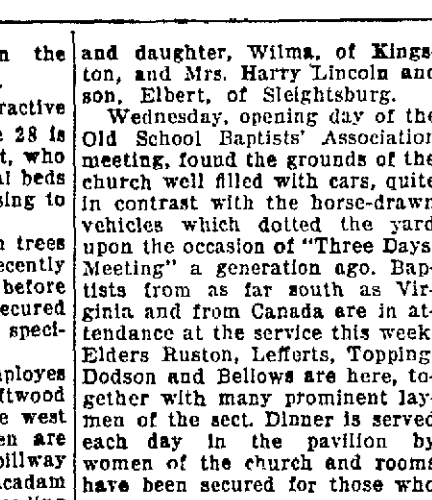 n the
ractive
28 is
t, who
al beds
sing to
n trees
ecently
before
ecured
speci-
mployes
ftwood
e west
en are
pillway
acadam
and daughter, Wilma, of Kings-
ton, and Mrs. Harry Lincoln and
son, Elbert, of Sleightsburg.
Wednesday, opening day of the
Old School Baptists' Association
meeting, found the grounds of the
church well filled with cars, quite
in contrast with the horse-drawn
vehicles which dotted the yard
upon the occasion of "Three Days
Meeting" a generation ago. Bap-
tists from as far south as Vir-
ginia and from Canada are in at-
tendance at the service this week.
Elders Ruston, Lefferts, Topping,
Dodson and Bellows are here, to-
gether with many prominent lay-
men of the sect. Dinner is served
each day in the pavilion by
women of the church and rooms
have been secured for those who